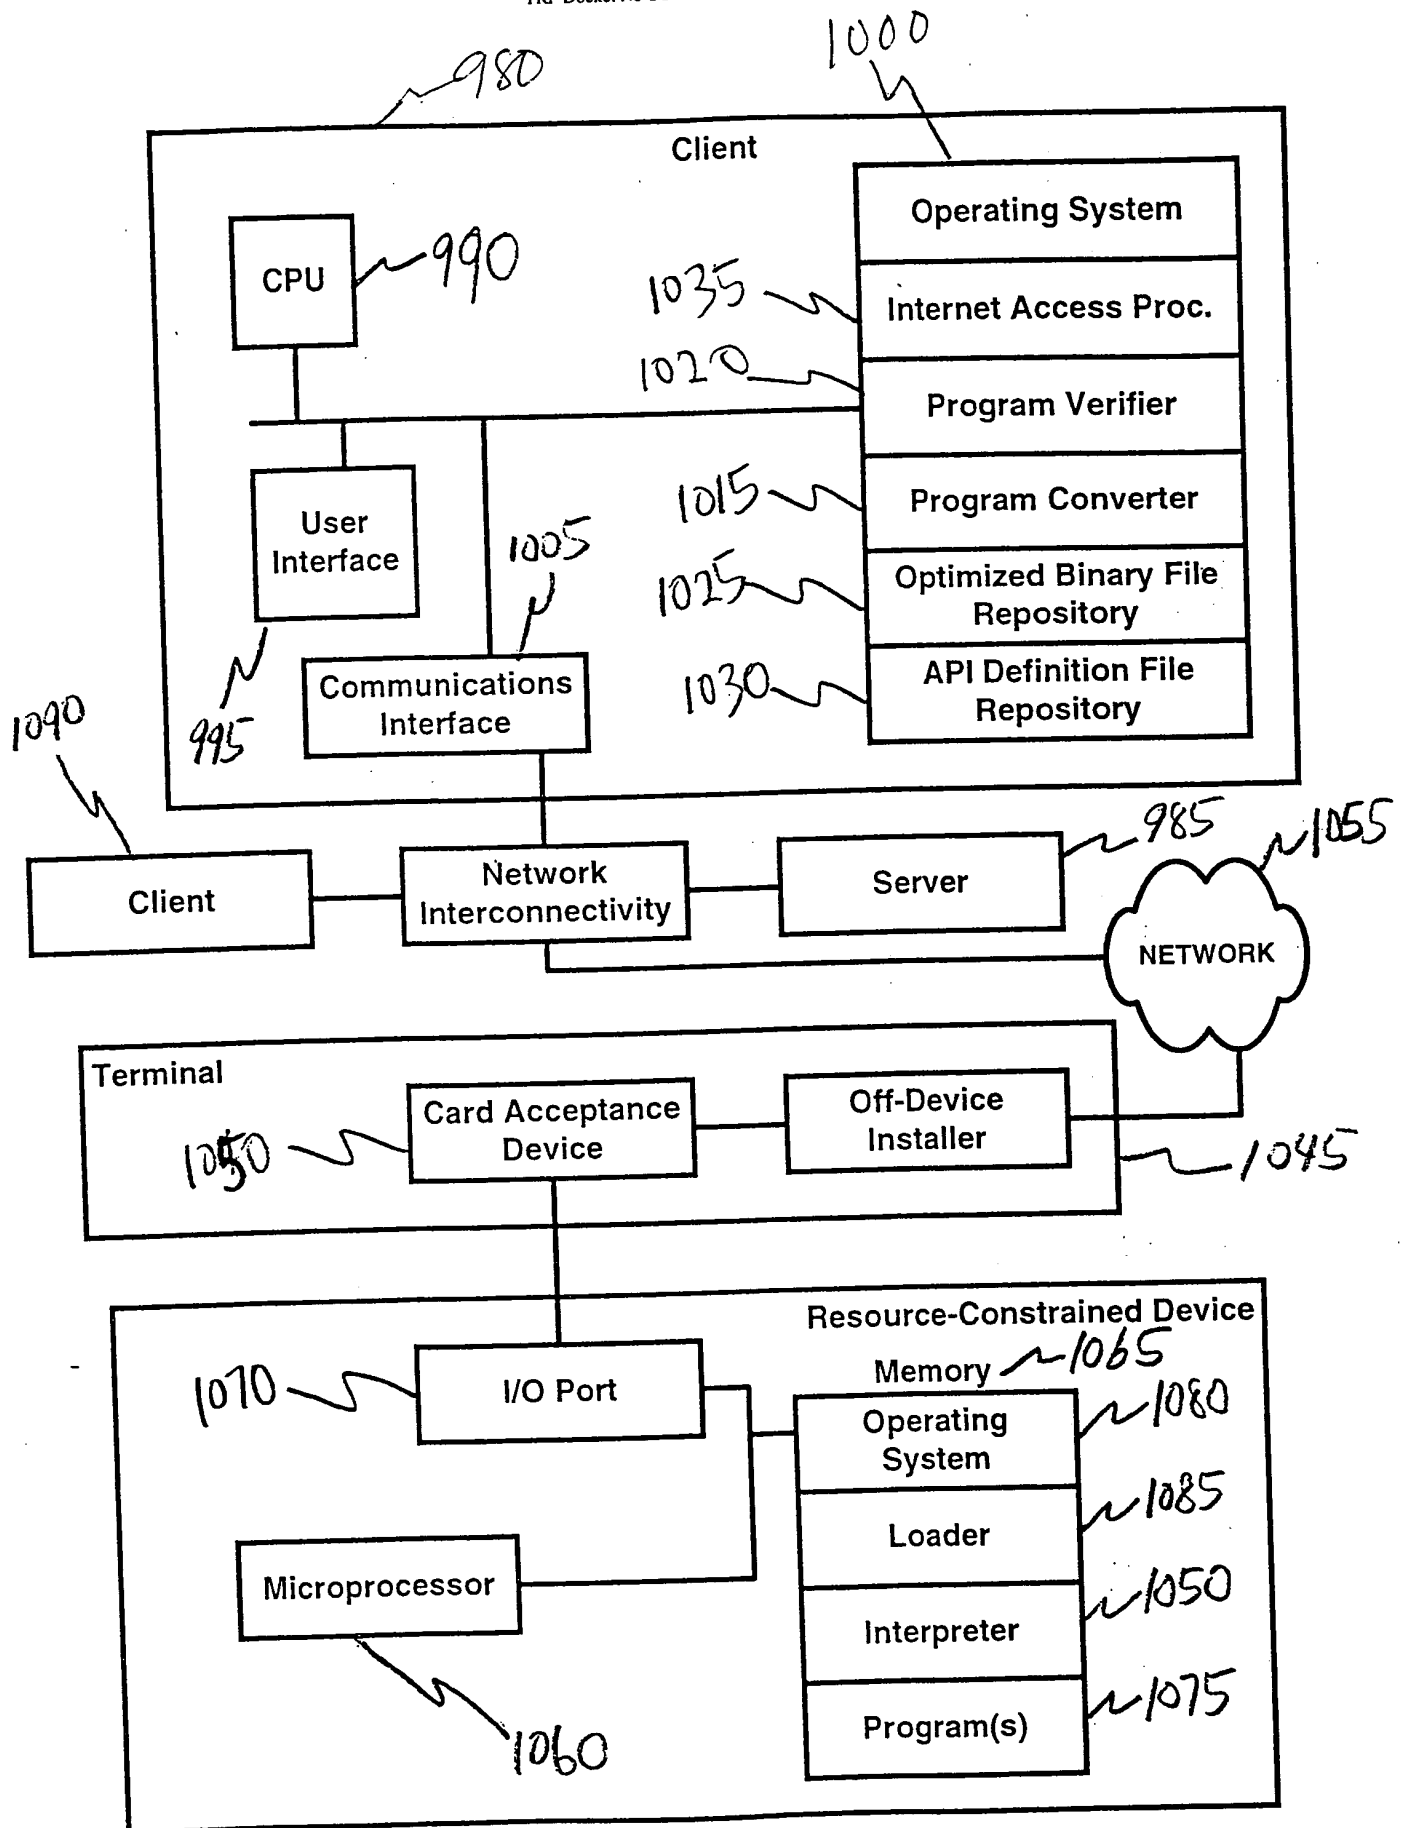 980
1000
Client
Operating System
CPU
990
1035
Internet Access Proc.
1020
Program Verifier
1015
Program Converter
User
Interface
1005
1025
Optimized Binary File
Repository
995
Communications
Interface
1030
API Definition File
Repository
1090
985
1055
Client
Network
Interconnectivity
Server
NETWORK
Terminal
Card Acceptance
Device
Off-Device
Installer
1050
1045
Resource-Constrained Device
Memory
1065
1070
I/O Port
Operating
System
1080
Loader
1085
Microprocessor
Interpreter
1050
Program(s)
1075
1060